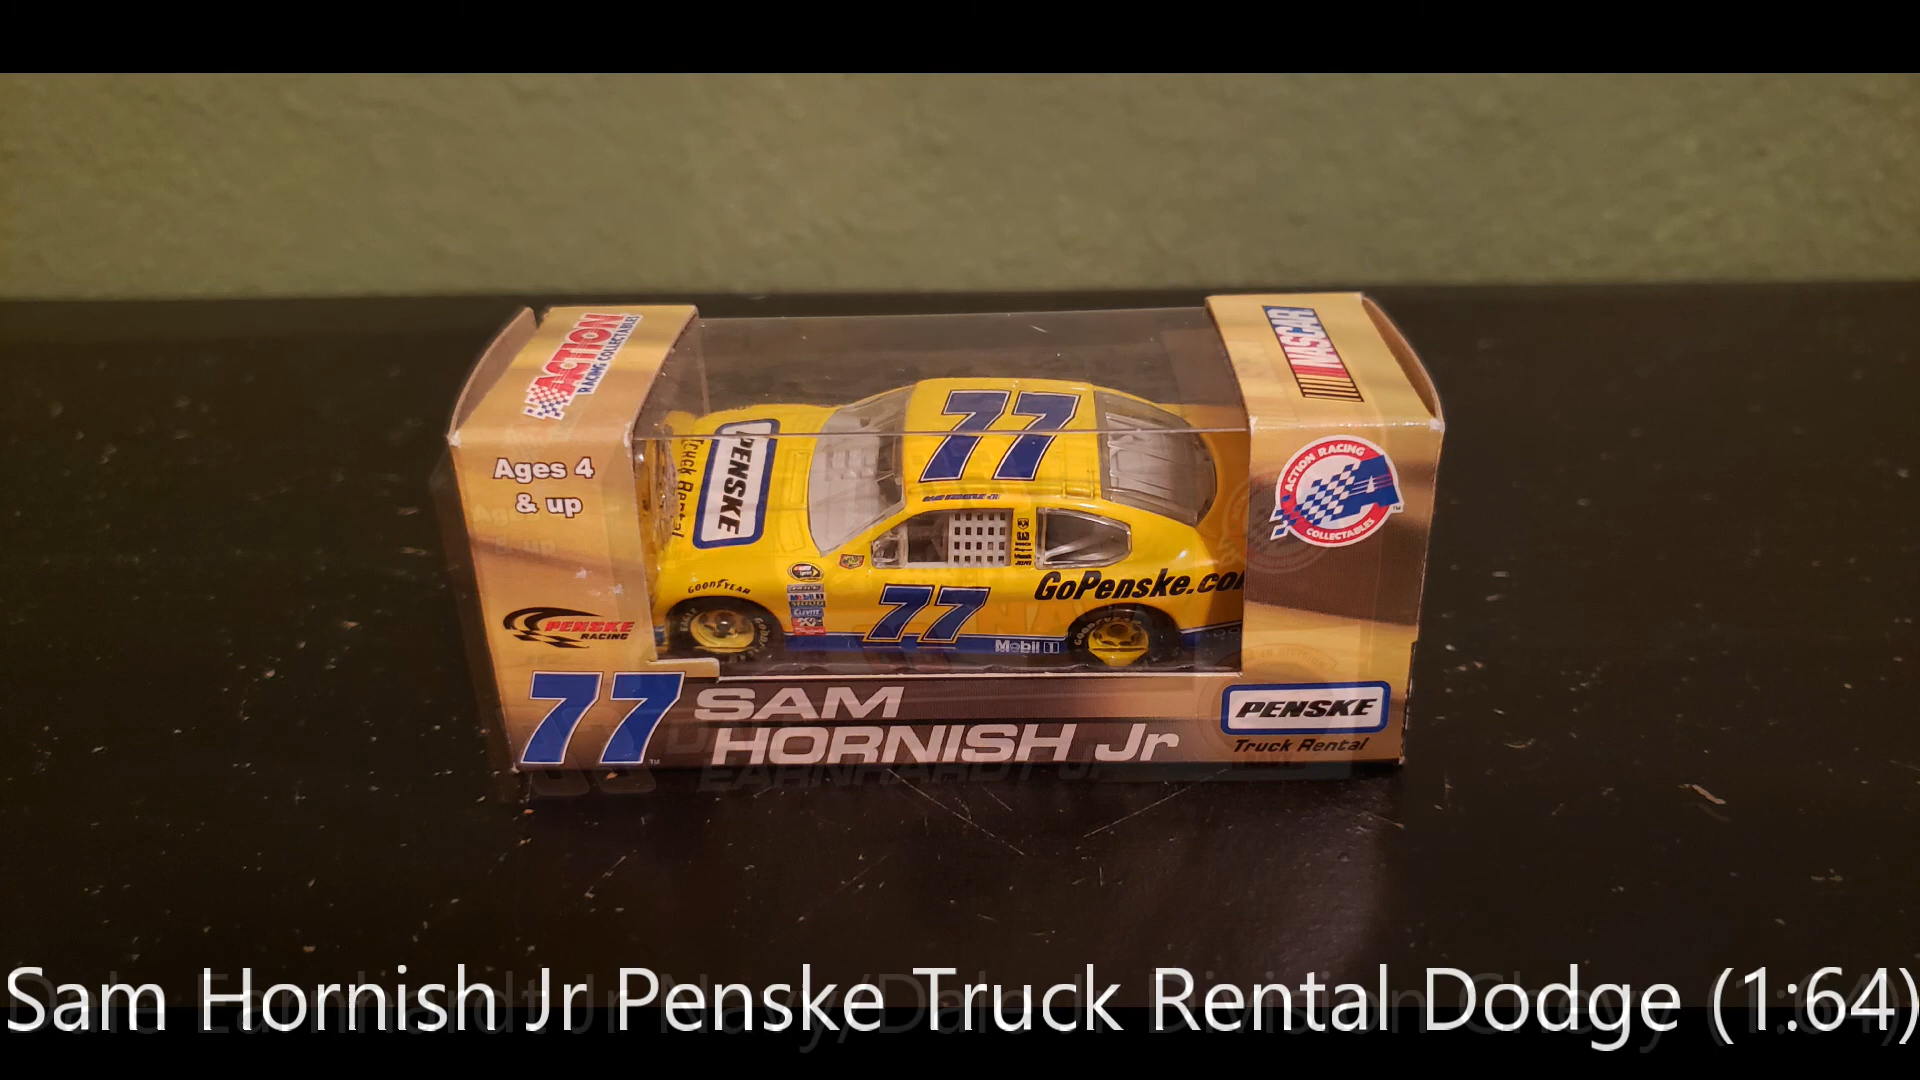 ACTION
RACING COLLECTABLES
NASCAR
Ages 4
& up
ACTION RACING
COLLECTABLES
PENSKE
Truck Rental
77
GOODYEAR
77
GoPenske.co
Mobil 1
PENSKE
RACING
77 SAM
HORNISH Jr
PENSKE
Truck Rental
Sam Hornish Jr Penske Truck Rental Dodge (1:64)